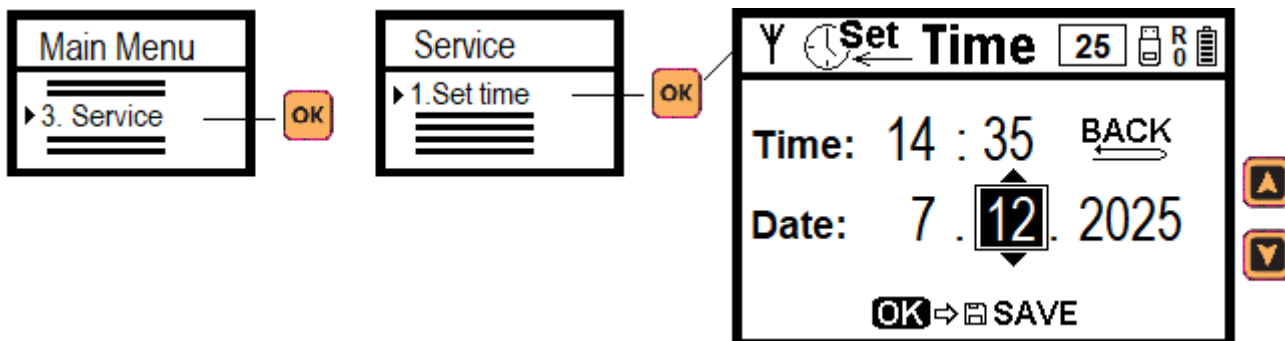 Main Menu
3. Service
OK
Service
1.Set time
OK
Set Time 25 R0
Time: 14 : 35 BACK
Date: 7 . 12 . 2025
OK SAVE